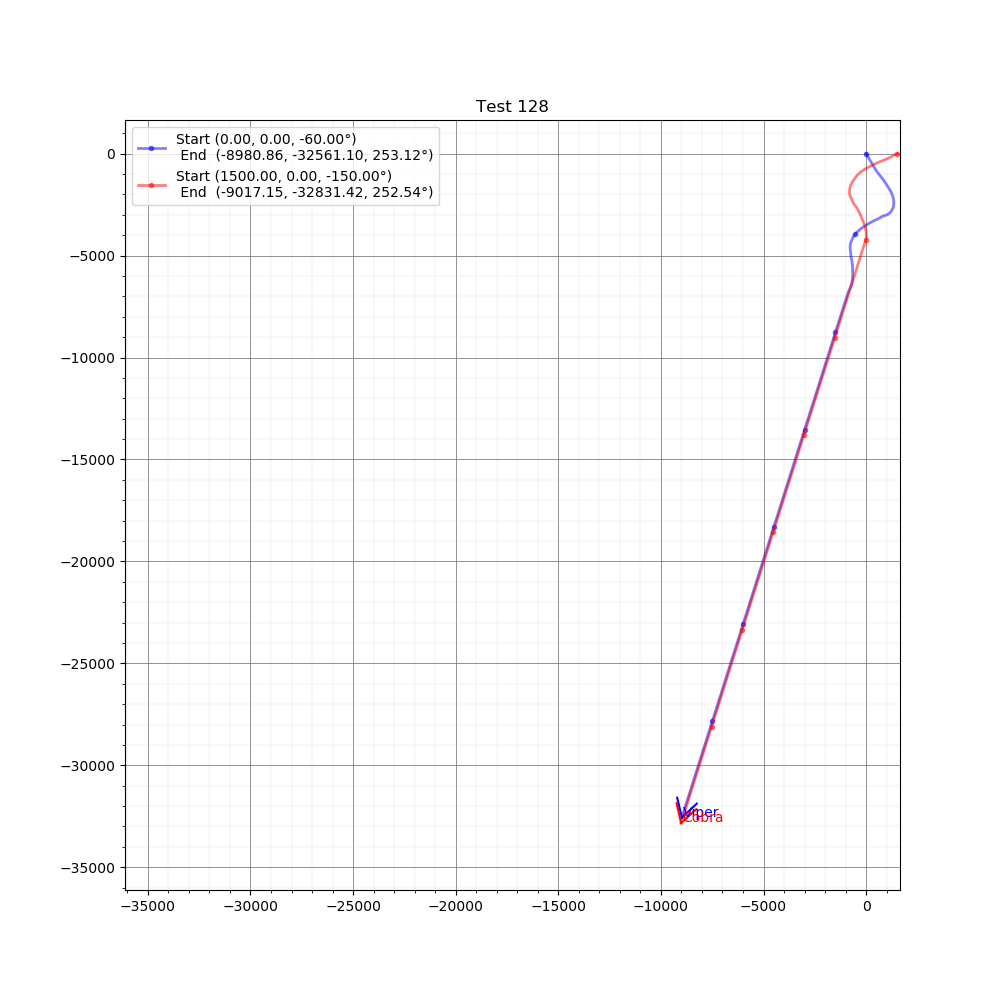 Test 128
Start (0.00, 0.00, -60.00°)
End (-8980.86, -32561.10, 253.12°)
Start (1500.00, 0.00, -150.00°)
End (-9017.15, -32831.42, 252.54°)
0
−5000
−10000
−15000
−20000
−25000
−30000
−35000
Cobra
−35000 −30000 −25000 −20000 −15000 −10000 −5000 0